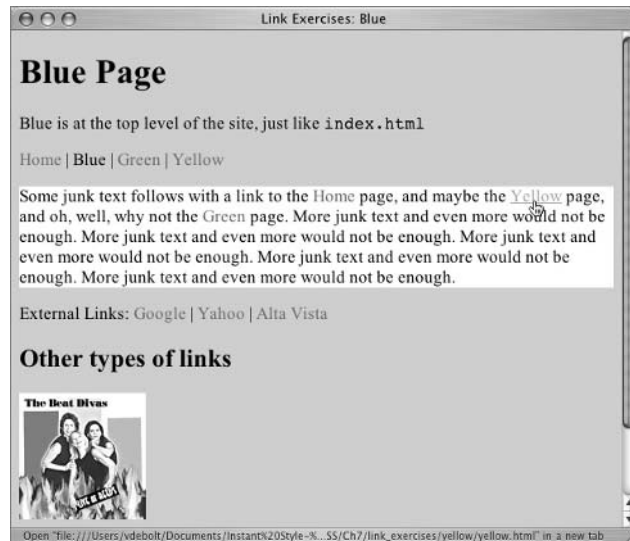 Link Exercises: Blue
Blue Page
Blue is at the top level of the site, just like index.html
Home | Blue | Green | Yellow
Some junk text follows with a link to the Home page, and maybe the Yellow page,
and oh, well, why not the Green page. More junk text and even more would not be
enough. More junk text and even more would not be enough. More junk text and
even more would not be enough. More junk text and even more would not be
enough. More junk text and even more would not be enough.
External Links: Google | Yahoo | Alta Vista
Other types of links
The Beat Divas
Open "file:///Users/vdebolt/Documents/Instant%20Style-%...SS/Ch7/link_exercises/yellow/yellow.html" in a new tab